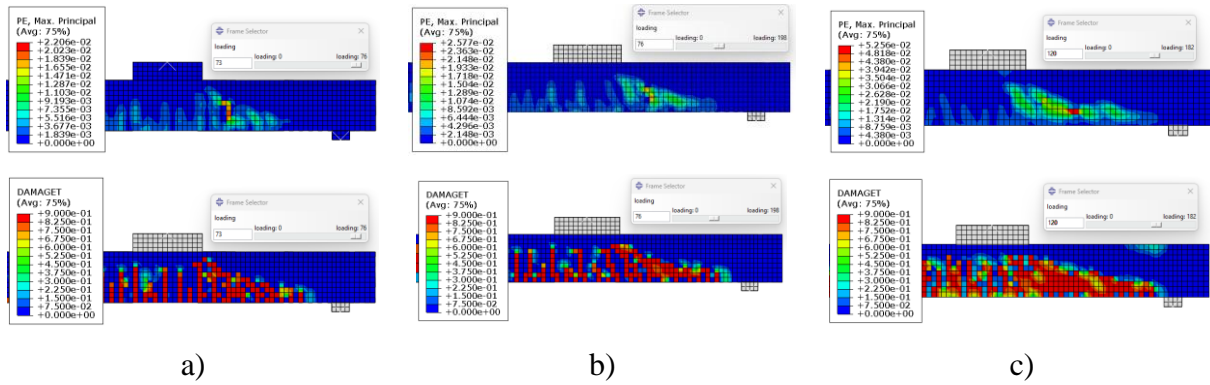 PE, Max. Principal
(Avg: 75%)
+2.206e-02
+2.023e-02
+1.839e-02
+1.655e-02
+1.471e-02
+1.287e-02
+1.103e-02
+9.193e-03
+7.355e-03
+5.516e-03
+3.677e-03
+1.839e-03
+0.000e+00
Frame Selector
loading
loading: 0
loading: 76
73
PE, Max. Principal
(Avg: 75%)
+2.577e-02
+2.363e-02
+2.148e-02
+1.933e-02
+1.718e-02
+1.504e-02
+1.289e-02
+1.074e-02
+8.592e-03
+6.444e-03
+4.296e-03
+2.148e-03
+0.000e+00
Frame Selector
loading
loading: 0
loading: 198
76
PE, Max. Principal
(Avg: 75%)
+5.256e-02
+4.818e-02
+4.380e-02
+3.942e-02
+3.504e-02
+3.066e-02
+2.628e-02
+2.190e-02
+1.752e-02
+1.314e-02
+8.759e-03
+4.380e-03
+0.000e+00
Frame Selector
loading
loading: 0
loading: 182
120
DAMAGET
(Avg: 75%)
+9.000e-01
+8.250e-01
+7.500e-01
+6.750e-01
+6.000e-01
+5.250e-01
+4.500e-01
+3.750e-01
+3.000e-01
+2.250e-01
+1.500e-01
+7.500e-02
+0.000e+00
Frame Selector
loading
loading: 0
loading: 76
73
DAMAGET
(Avg: 75%)
+9.000e-01
+8.250e-01
+7.500e-01
+6.750e-01
+6.000e-01
+5.250e-01
+4.500e-01
+3.750e-01
+3.000e-01
+2.250e-01
+1.500e-01
+7.500e-02
+0.000e+00
Frame Selector
loading
loading: 0
loading: 198
76
DAMAGET
(Avg: 75%)
+9.000e-01
+8.250e-01
+7.500e-01
+6.750e-01
+6.000e-01
+5.250e-01
+4.500e-01
+3.750e-01
+3.000e-01
+2.250e-01
+1.500e-01
+7.500e-02
+0.000e+00
Frame Selector
loading
loading: 0
loading: 182
120
a)
b)
c)